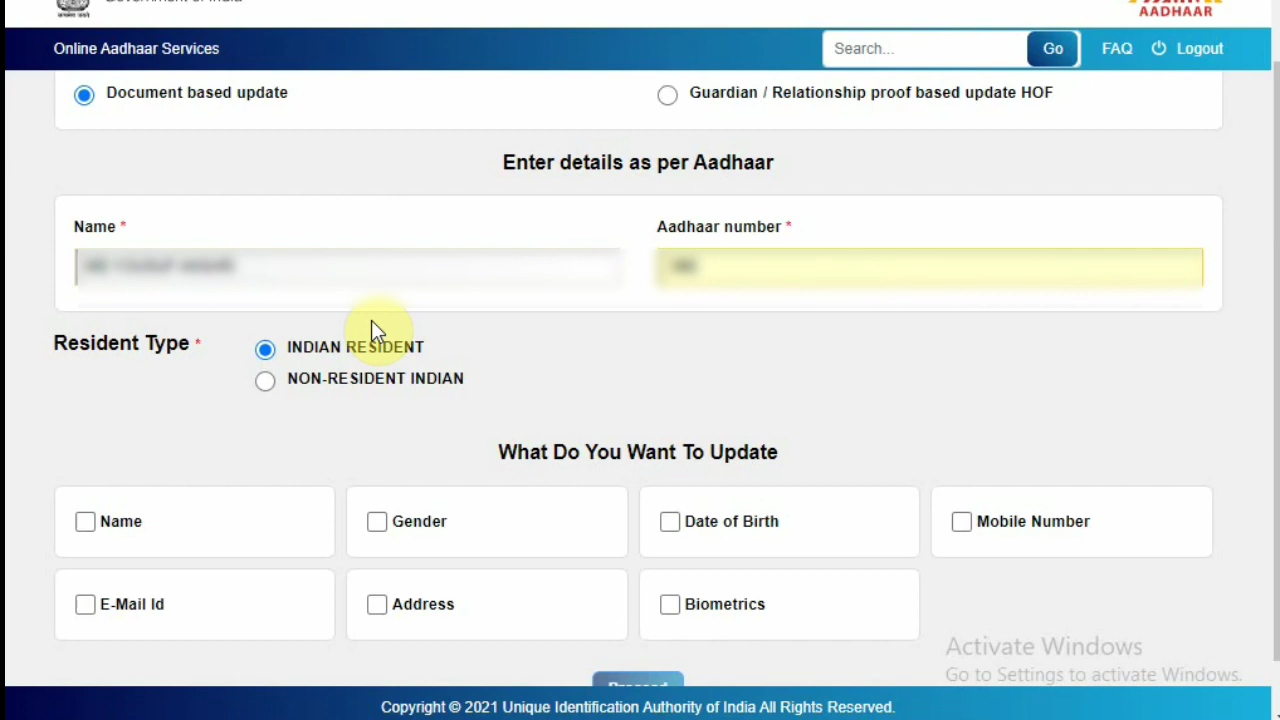 Government of India
AADHAAR
Online Aadhaar Services
Search...
Go
FAQ
Logout
Document based update
Guardian / Relationship proof based update HOF
Enter details as per Aadhaar
Name *
Aadhaar number *
Resident Type *
INDIAN RESIDENT
NON-RESIDENT INDIAN
What Do You Want To Update
Name
Gender
Date of Birth
Mobile Number
E-Mail Id
Address
Biometrics
Activate Windows
Go to Settings to activate Windows.
Proceed
Copyright © 2021 Unique Identification Authority of India All Rights Reserved.